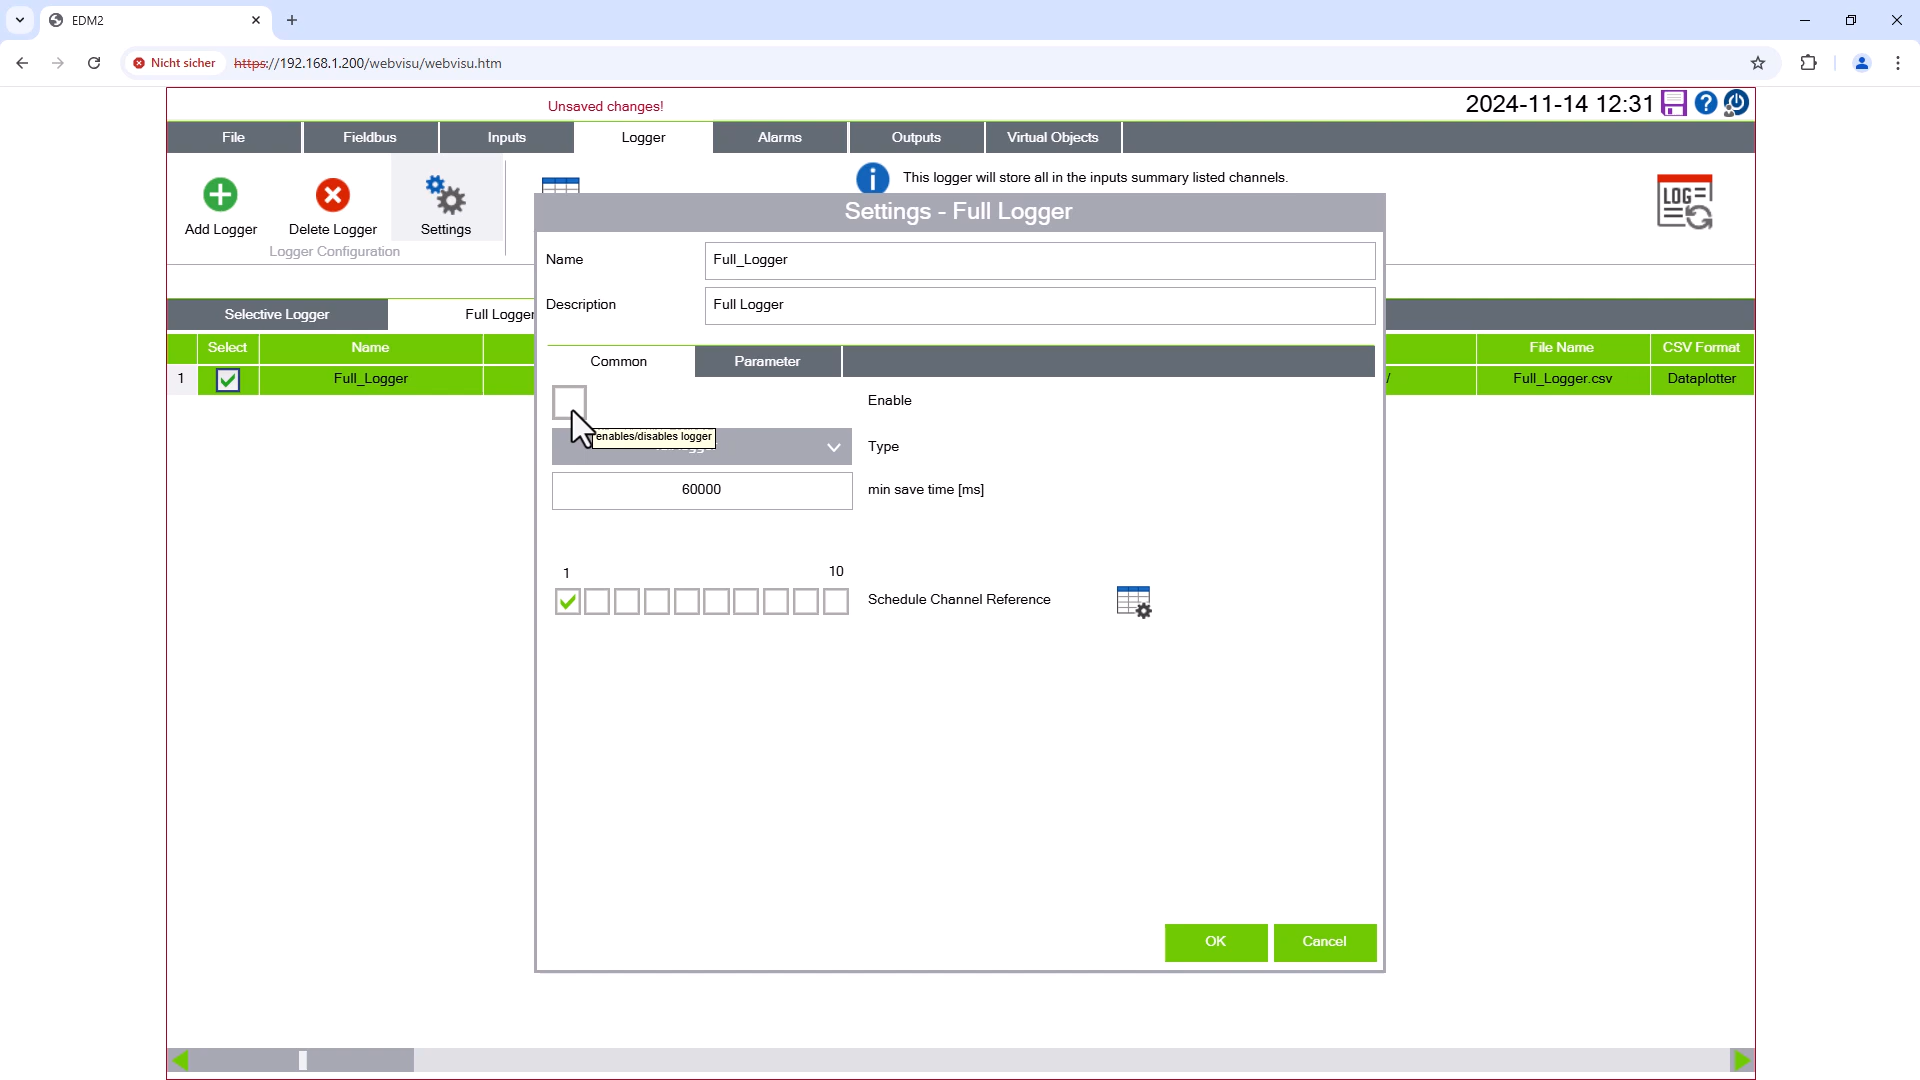 EDM2
Nicht sicher
https://192.168.1.200/webvisu/webvisu.htm
Unsaved changes!
2024-11-14 12:31
File
Fieldbus
Inputs
Logger
Alarms
Outputs
Virtual Objects
Add Logger
Delete Logger
Settings
Logger Configuration
This logger will store all in the inputs summary listed channels.
LOG
Settings - Full Logger
Name
Full_Logger
Description
Full Logger
Selective Logger
Full Logger
Select
Name
File Name
CSV Format
1
Full_Logger
/
Full_Logger.csv
Dataplotter
Common
Parameter
Enable
enables/disables logger
Type
60000
min save time [ms]
1
10
Schedule Channel Reference
OK
Cancel